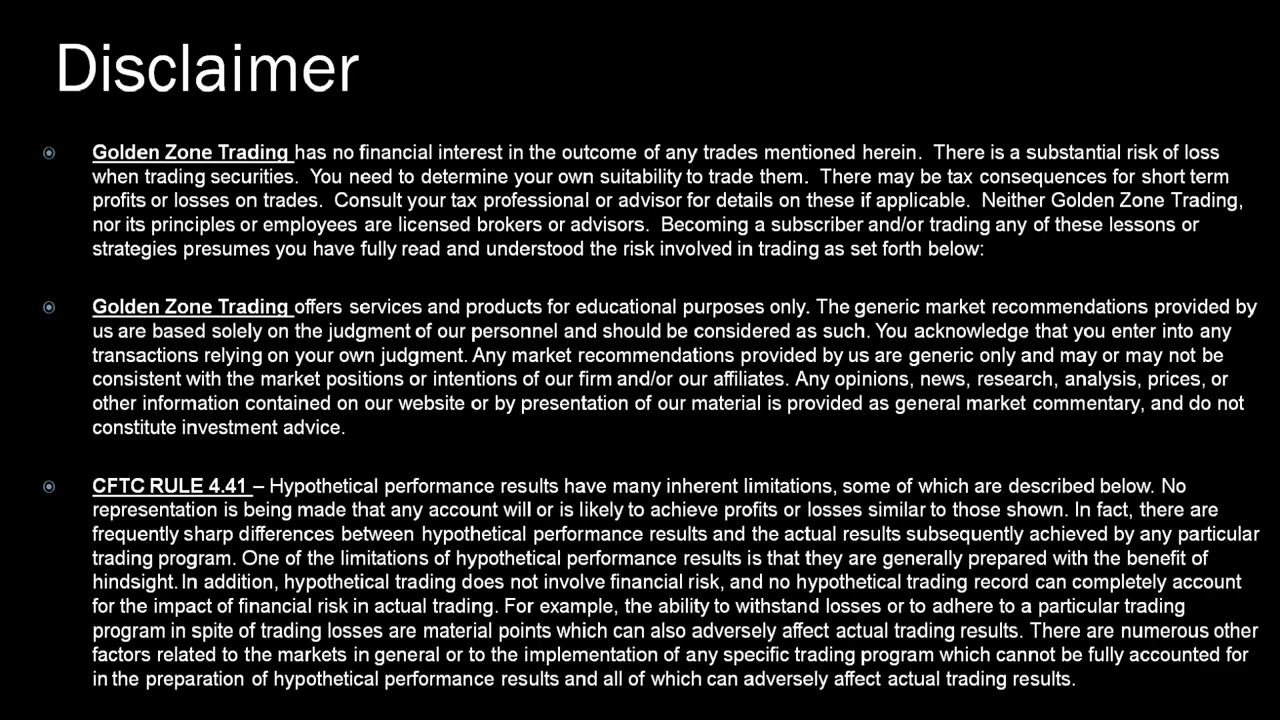 Disclaimer
Golden Zone Trading has no financial interest in the outcome of any trades mentioned herein.  There is a substantial risk of loss
when trading securities.  You need to determine your own suitability to trade them.  There may be tax consequences for short term
profits or losses on trades.  Consult your tax professional or advisor for details on these if applicable.  Neither Golden Zone Trading,
nor its principles or employees are licensed brokers or advisors.  Becoming a subscriber and/or trading any of these lessons or
strategies presumes you have fully read and understood the risk involved in trading as set forth below:
Golden Zone Trading offers services and products for educational purposes only. The generic market recommendations provided by
us are based solely on the judgment of our personnel and should be considered as such. You acknowledge that you enter into any
transactions relying on your own judgment. Any market recommendations provided by us are generic only and may or may not be
consistent with the market positions or intentions of our firm and/or our affiliates. Any opinions, news, research, analysis, prices, or
other information contained on our website or by presentation of our material is provided as general market commentary, and do not
constitute investment advice.
CFTC RULE 4.41 – Hypothetical performance results have many inherent limitations, some of which are described below. No
representation is being made that any account will or is likely to achieve profits or losses similar to those shown. In fact, there are
frequently sharp differences between hypothetical performance results and the actual results subsequently achieved by any particular
trading program. One of the limitations of hypothetical performance results is that they are generally prepared with the benefit of
hindsight. In addition, hypothetical trading does not involve financial risk, and no hypothetical trading record can completely account
for the impact of financial risk in actual trading. For example, the ability to withstand losses or to adhere to a particular trading
program in spite of trading losses are material points which can also adversely affect actual trading results. There are numerous other
factors related to the markets in general or to the implementation of any specific trading program which cannot be fully accounted for
in the preparation of hypothetical performance results and all of which can adversely affect actual trading results.